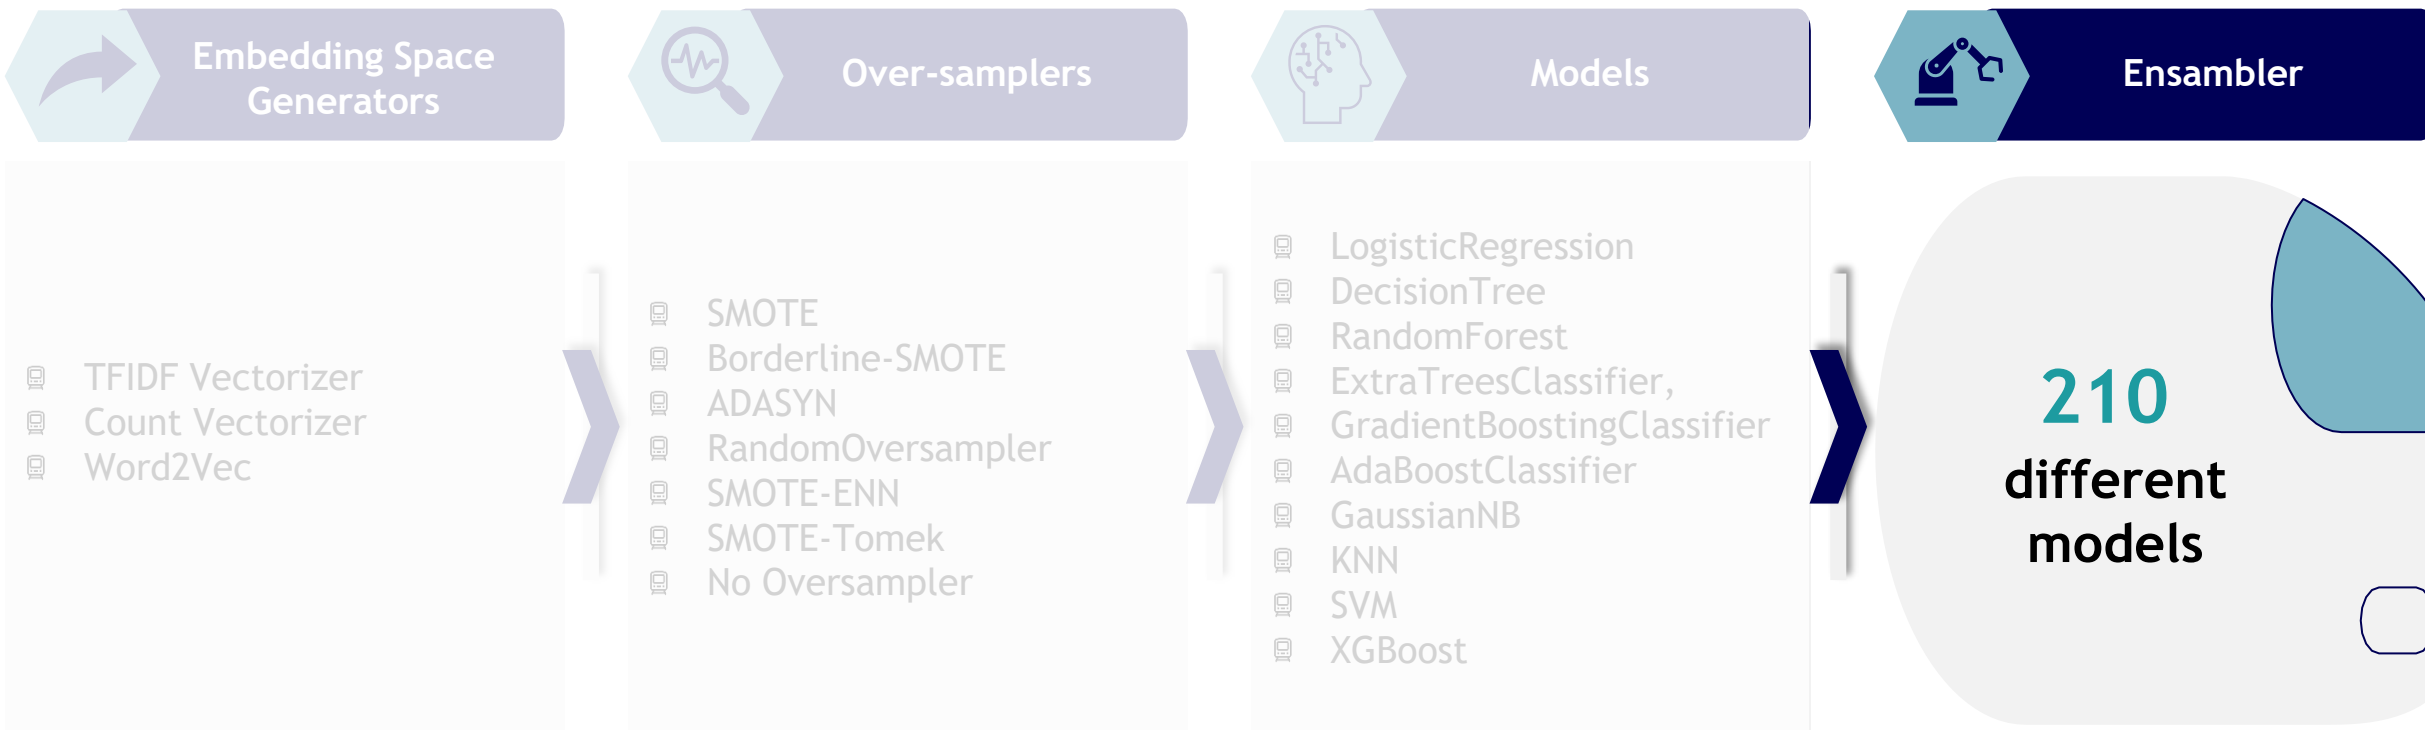 Embedding Space
Generators
TFIDF Vectorizer
Count Vectorizer
Word2Vec
Over-samplers
SMOTE
Borderline-SMOTE
ADASYN
RandomOversampler
SMOTE-ENN
SMOTE-Tomek
No Oversampler
Models
LogisticRegression
DecisionTree
RandomForest
ExtraTreesClassifier,
GradientBoostingClassifier
AdaBoostClassifier
GaussianNB
KNN
SVM
XGBoost
Ensambler
210
different
models